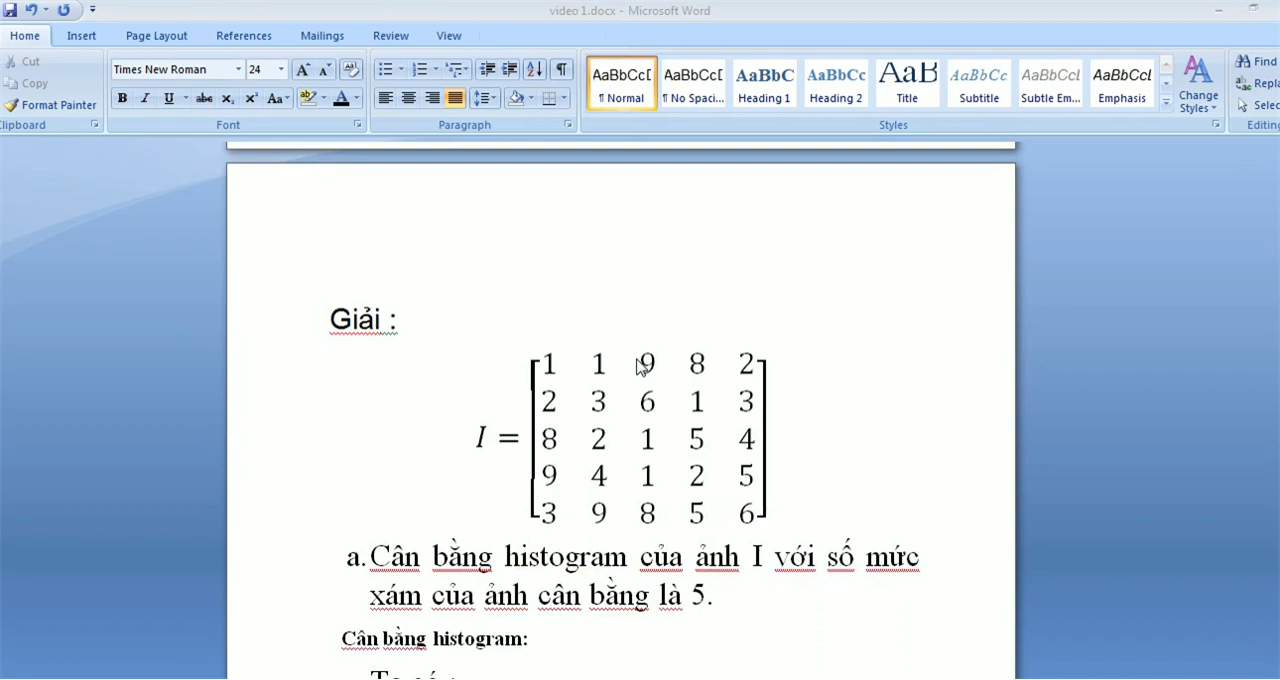 video 1.docx - Microsoft Word
Home Insert Page Layout References Mailings Review View
Cut
Copy
Format Painter
Times New Roman 24
AaBbCc AaBbCc AaBbC AaBbCc AaB AaBbCc AaBbCcI AaBbCcI
¶ Normal ¶ No Spaci... Heading 1 Heading 2 Title Subtitle Subtle Em... Emphasis
Change Styles
Find
Font Paragraph Styles
Giải :
I =
1 1 9 8 2
2 3 6 1 3
8 2 1 5 4
9 4 1 2 5
3 9 8 5 6
a. Cân bằng histogram của ảnh I với số mức
xám của ảnh cân bằng là 5.
Cân bằng histogram: